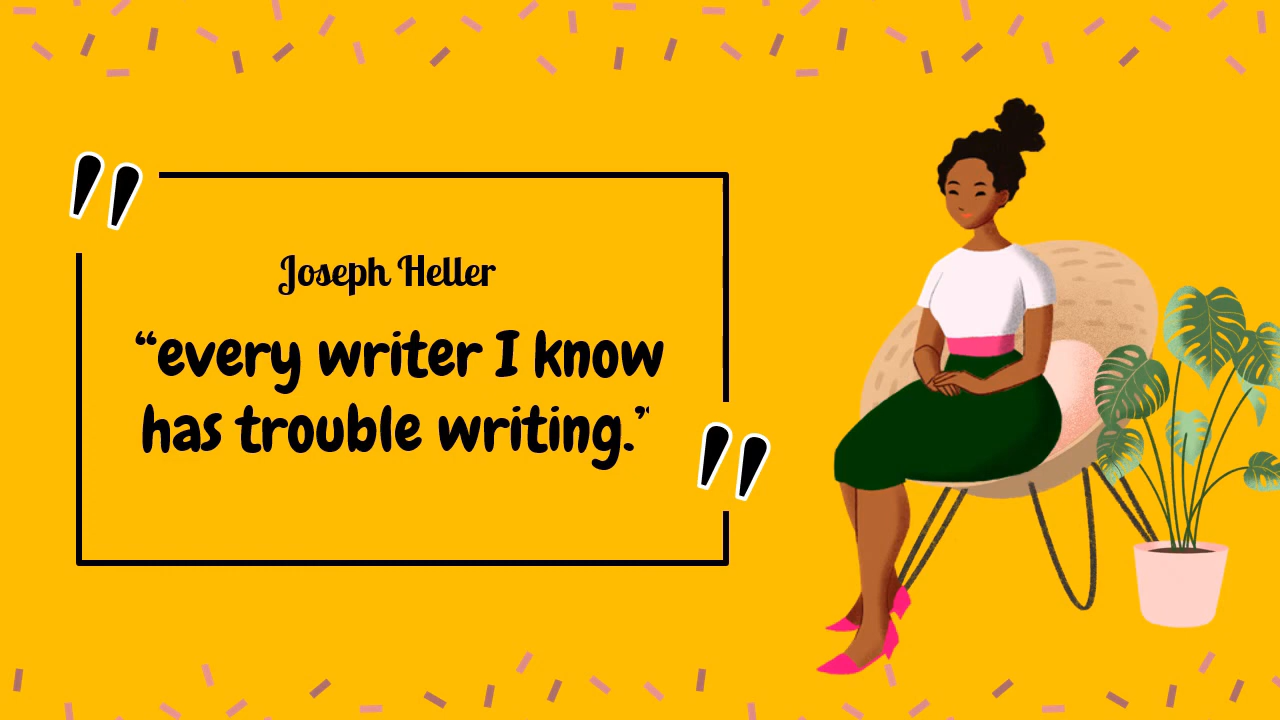 Joseph Heller
“every writer I know
has trouble writing.”